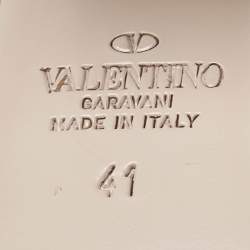 VALENTINO
GARAVANI
MADE IN ITALY
41